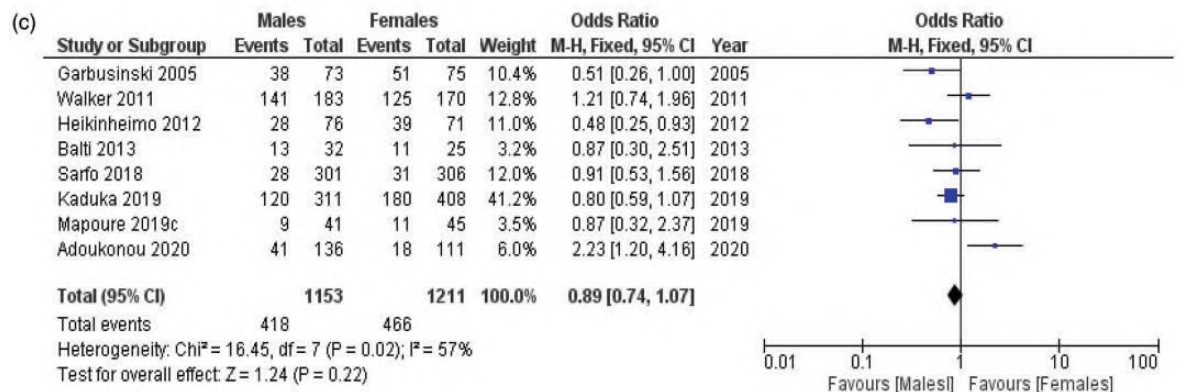 (c)
Males Females Odds Ratio Odds Ratio
Study or Subgroup Events Total Events Total Weight M-H, Fixed, 95% CI Year M-H, Fixed, 95% CI
Garbusinski 2005 38 73 51 75 10.4% 0.51 [0.26, 1.00] 2005
Walker 2011 141 183 125 170 12.8% 1.21 [0.74, 1.96] 2011
Heikinheimo 2012 28 76 39 71 11.0% 0.48 [0.25, 0.93] 2012
Balti 2013 13 32 11 25 3.2% 0.87 [0.30, 2.51] 2013
Sarfo 2018 28 301 31 306 12.0% 0.91 [0.53, 1.56] 2018
Kaduka 2019 120 311 180 408 41.2% 0.80 [0.59, 1.07] 2019
Mapoure 2019c 9 41 11 45 3.5% 0.87 [0.32, 2.37] 2019
Adoukonou 2020 41 136 18 111 6.0% 2.23 [1.20, 4.16] 2020
Total (95% CI) 1153 1211 100.0% 0.89 [0.74, 1.07]
Total events 418 466
Heterogeneity: Chi² = 16.45, df = 7 (P = 0.02); I² = 57%
Test for overall effect: Z = 1.24 (P = 0.22)
0.01 0.1 1 10 100
Favours [Malesl] Favours [Females]